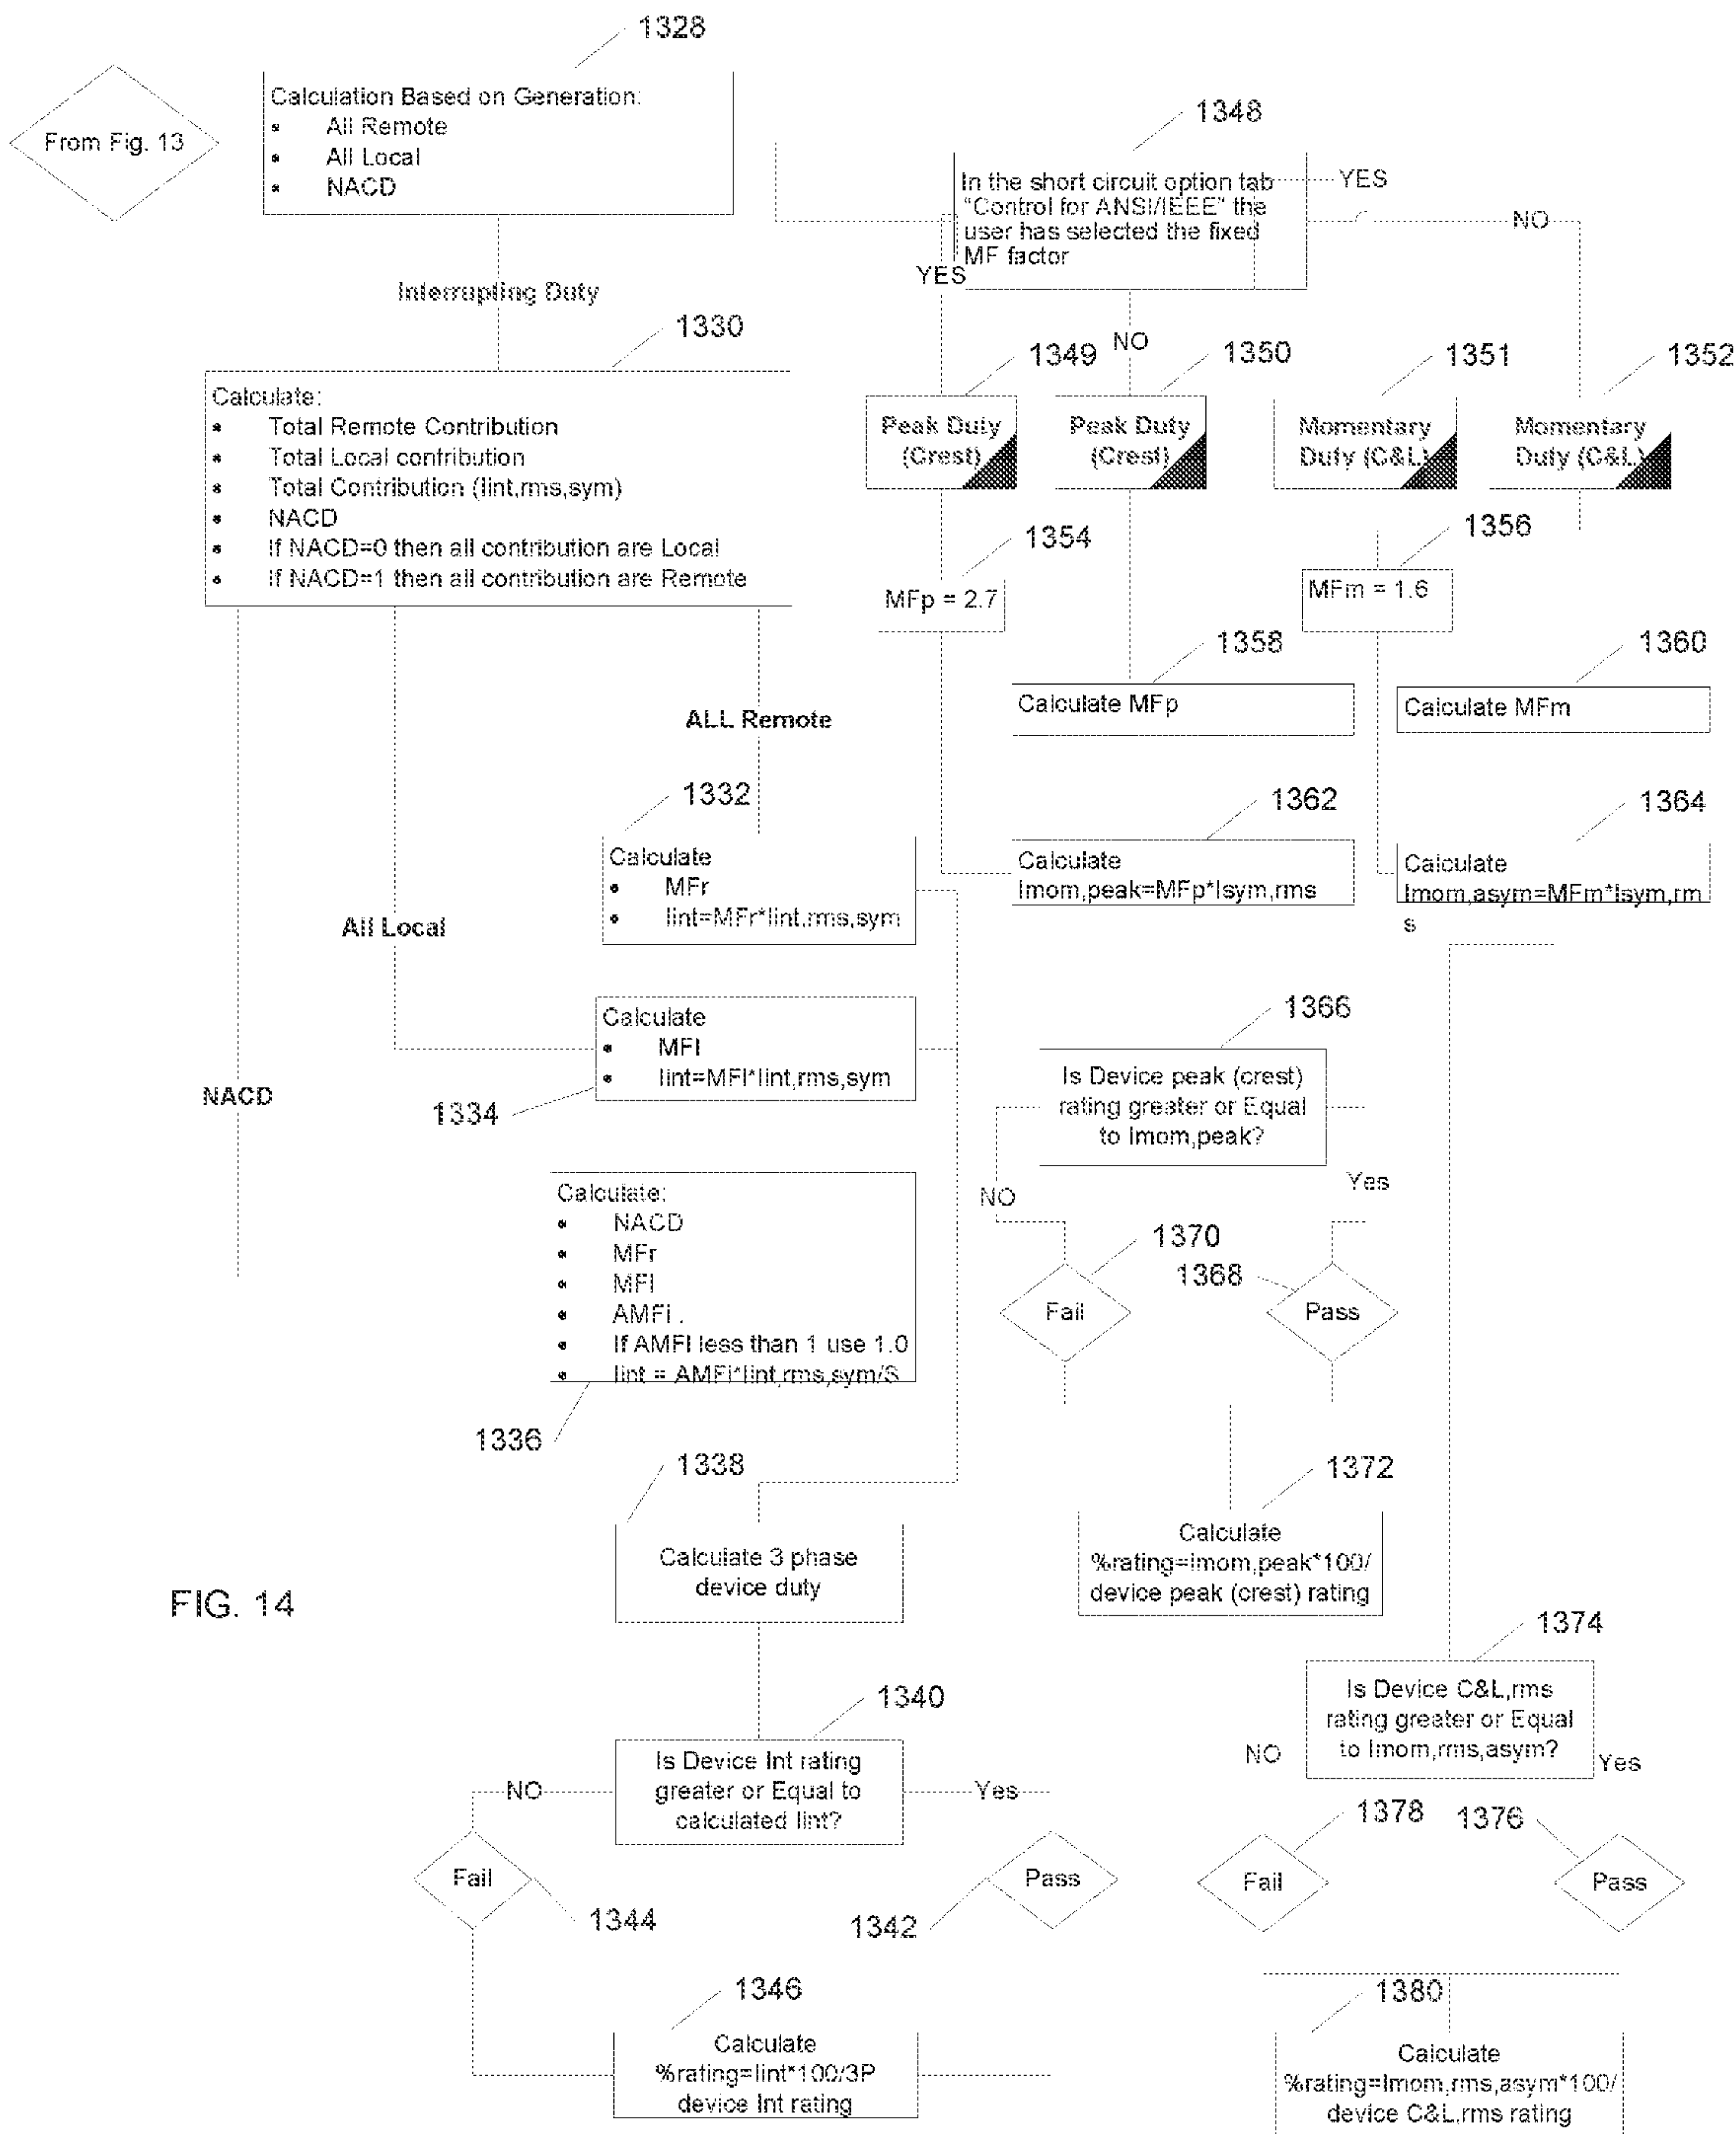 1328
From Fig. 13
Calculation Based on Generation:
• All Remote
• All Local
• NACD
1348
In the short circuit option tab
"Control for ANSI/IEEE" the
user has selected the fixed
MF factor
YES
NO
YES
NO
Interrupting Duty
1330
Calculate:
• Total Remote Contribution
• Total Local contribution
• Total Contribution (Iint,rms,sym)
• NACD
• If NACD=0 then all contribution are Local
• If NACD=1 then all contribution are Remote
1349
Peak Duty
(Crest)
1350
Peak Duty
(Crest)
1351
Momentary
Duty (C&L)
1352
Momentary
Duty (C&L)
1354
MFp = 2.7
1356
MFm = 1.6
1358
Calculate MFp
1360
Calculate MFm
ALL Remote
1332
Calculate
• MFr
• Iint=MFr*Iint,rms,sym
1362
Calculate
Imom,peak=MFp*Isym,rms
1364
Calculate
Imom,asym=MFm*Isym,rm
s
All Local
Calculate
• MFl
• Iint=MFl*Iint,rms,sym
1334
NACD
1366
Is Device peak (crest)
rating greater or Equal
to Imom,peak?
NO
Yes
Calculate:
• NACD
• MFr
• MFl
• AMFi .
• If AMFI less than 1 use 1.0
• Iint = AMFI*Iint,rms,sym/S
1336
1370
1368
Fail
Pass
1338
Calculate 3 phase
device duty
1372
Calculate
%rating=Imom,peak*100/
device peak (crest) rating
FIG. 14
1374
Is Device C&L,rms
rating greater or Equal
to Imom,rms,asym?
NO
Yes
1340
Is Device Int rating
greater or Equal to
calculated Iint?
NO
Yes
1378
1376
Fail
Pass
Fail
Pass
1344
1342
1346
Calculate
%rating=Iint*100/3P
device Int rating
1380
Calculate
%rating=Imom,rms,asym*100/
device C&L,rms rating